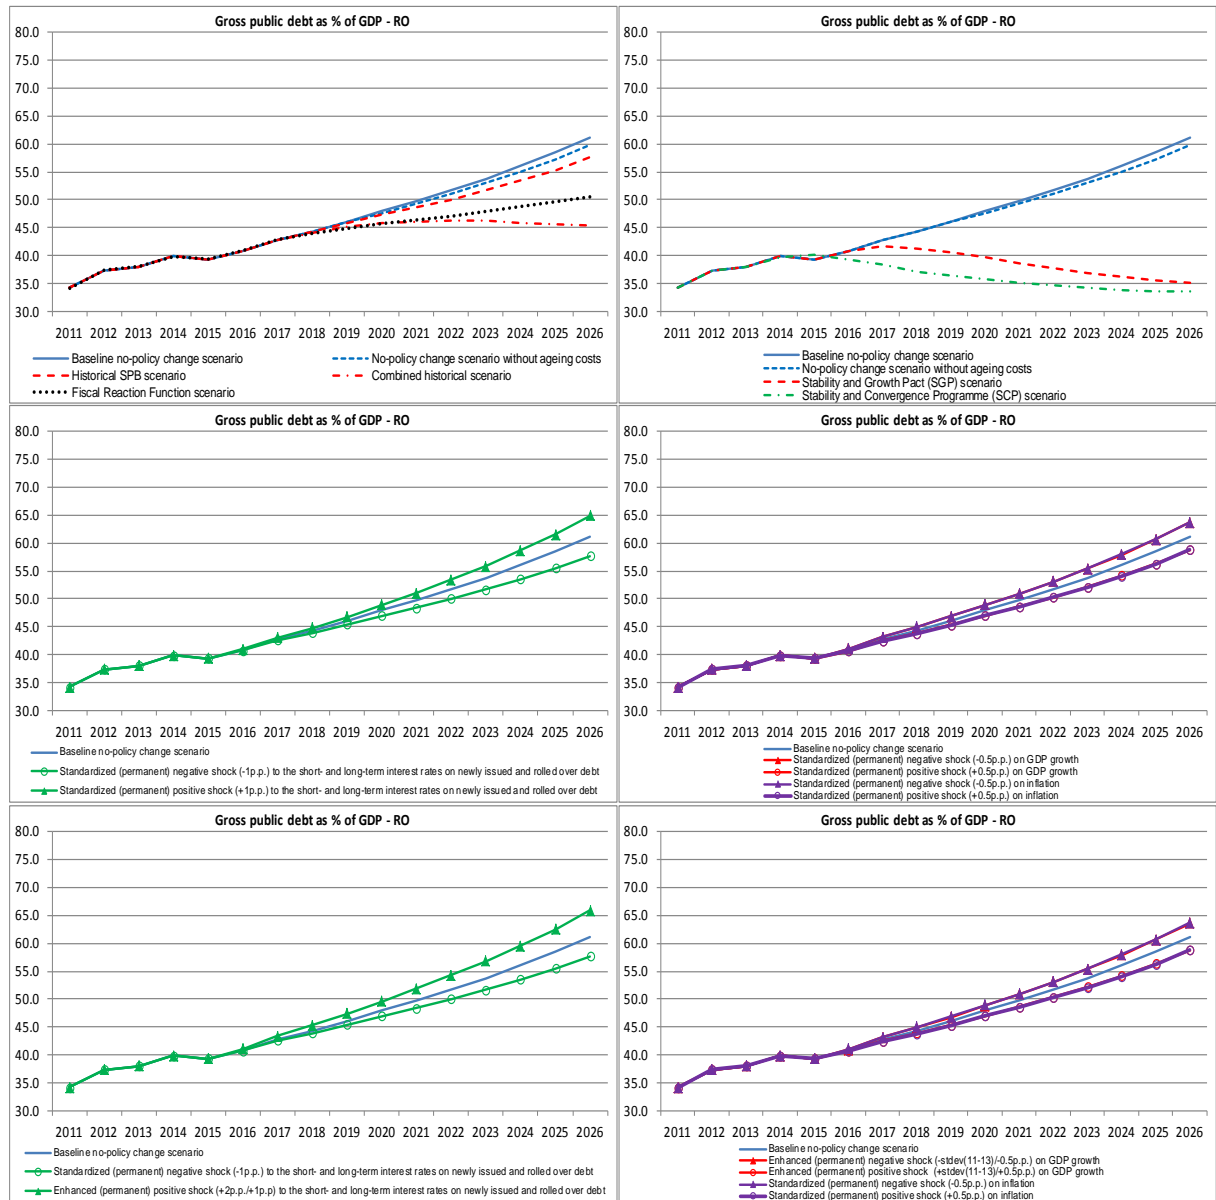 Gross public debt as % of GDP - RO
80.0
75.0
70.0
65.0
60.0
55.0
50.0
45.0
40.0
35.0
30.0
2011 2012 2013 2014 2015 2016 2017 2018 2019 2020 2021 2022 2023 2024 2025 2026
Baseline no-policy change scenario
No-policy change scenario without ageing costs
Historical SPB scenario
Combined historical scenario
Fiscal Reaction Function scenario
Gross public debt as % of GDP - RO
80.0
75.0
70.0
65.0
60.0
55.0
50.0
45.0
40.0
35.0
30.0
2011 2012 2013 2014 2015 2016 2017 2018 2019 2020 2021 2022 2023 2024 2025 2026
Baseline no-policy change scenario
No-policy change scenario without ageing costs
Stability and Growth Pact (SGP) scenario
Stability and Convergence Programme (SCP) scenario
Gross public debt as % of GDP - RO
80.0
75.0
70.0
65.0
60.0
55.0
50.0
45.0
40.0
35.0
30.0
2011 2012 2013 2014 2015 2016 2017 2018 2019 2020 2021 2022 2023 2024 2025 2026
Baseline no-policy change scenario
Standardized (permanent) negative shock (-1p.p.) to the short- and long-term interest rates on newly issued and rolled over debt
Standardized (permanent) positive shock (+1p.p.) to the short- and long-term interest rates on newly issued and rolled over debt
Gross public debt as % of GDP - RO
80.0
75.0
70.0
65.0
60.0
55.0
50.0
45.0
40.0
35.0
30.0
2011 2012 2013 2014 2015 2016 2017 2018 2019 2020 2021 2022 2023 2024 2025 2026
Baseline no-policy change scenario
Standardized (permanent) negative shock (-0.5p.p.) on GDP growth
Standardized (permanent) positive shock (+0.5p.p.) on GDP growth
Standardized (permanent) negative shock (-0.5p.p.) on inflation
Standardized (permanent) positive shock (+0.5p.p.) on inflation
Gross public debt as % of GDP - RO
80.0
75.0
70.0
65.0
60.0
55.0
50.0
45.0
40.0
35.0
30.0
2011 2012 2013 2014 2015 2016 2017 2018 2019 2020 2021 2022 2023 2024 2025 2026
Baseline no-policy change scenario
Standardized (permanent) negative shock (-1p.p.) to the short- and long-term interest rates on newly issued and rolled over debt
Enhanced (permanent) positive shock (+2p.p./+1p.p) to the short- and long-term interest rates on newly issued and rolled over debt
Gross public debt as % of GDP - RO
80.0
75.0
70.0
65.0
60.0
55.0
50.0
45.0
40.0
35.0
30.0
2011 2012 2013 2014 2015 2016 2017 2018 2019 2020 2021 2022 2023 2024 2025 2026
Baseline no-policy change scenario
Enhanced (permanent) negative shock (-stdev(11-13)/-0.5p.p.) on GDP growth
Enhanced (permanent) positive shock (+stdev(11-13)/+0.5p.p.) on GDP growth
Standardized (permanent) negative shock (-0.5p.p.) on inflation
Standardized (permanent) positive shock (+0.5p.p.) on inflation